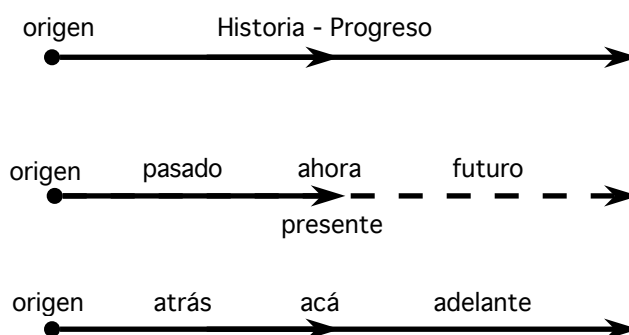 origen Historia - Progreso
origen pasado ahora futuro
presente
origen atrás acá adelante